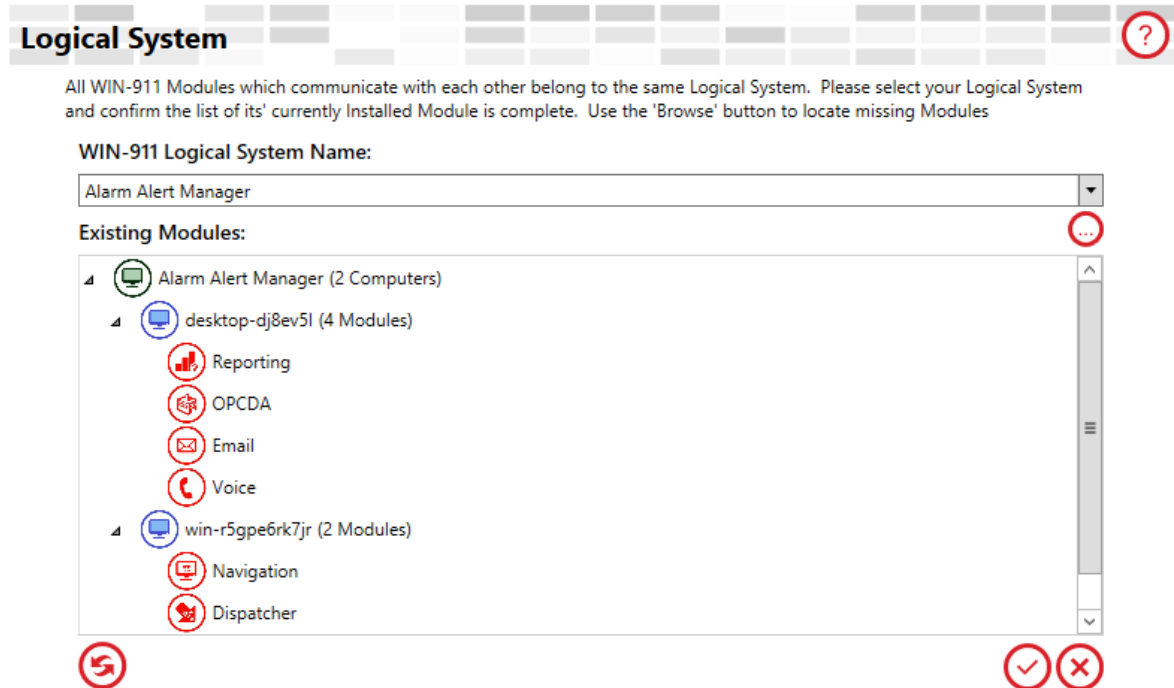 Logical System
?
All WIN-911 Modules which communicate with each other belong to the same Logical System. Please select your Logical System
and confirm the list of its' currently Installed Module is complete. Use the 'Browse' button to locate missing Modules
WIN-911 Logical System Name:
Alarm Alert Manager
Existing Modules:
...
Alarm Alert Manager (2 Computers)
desktop-dj8ev5l (4 Modules)
Reporting
OPCDA
Email
Voice
win-r5gpe6rk7jr (2 Modules)
Navigation
Dispatcher